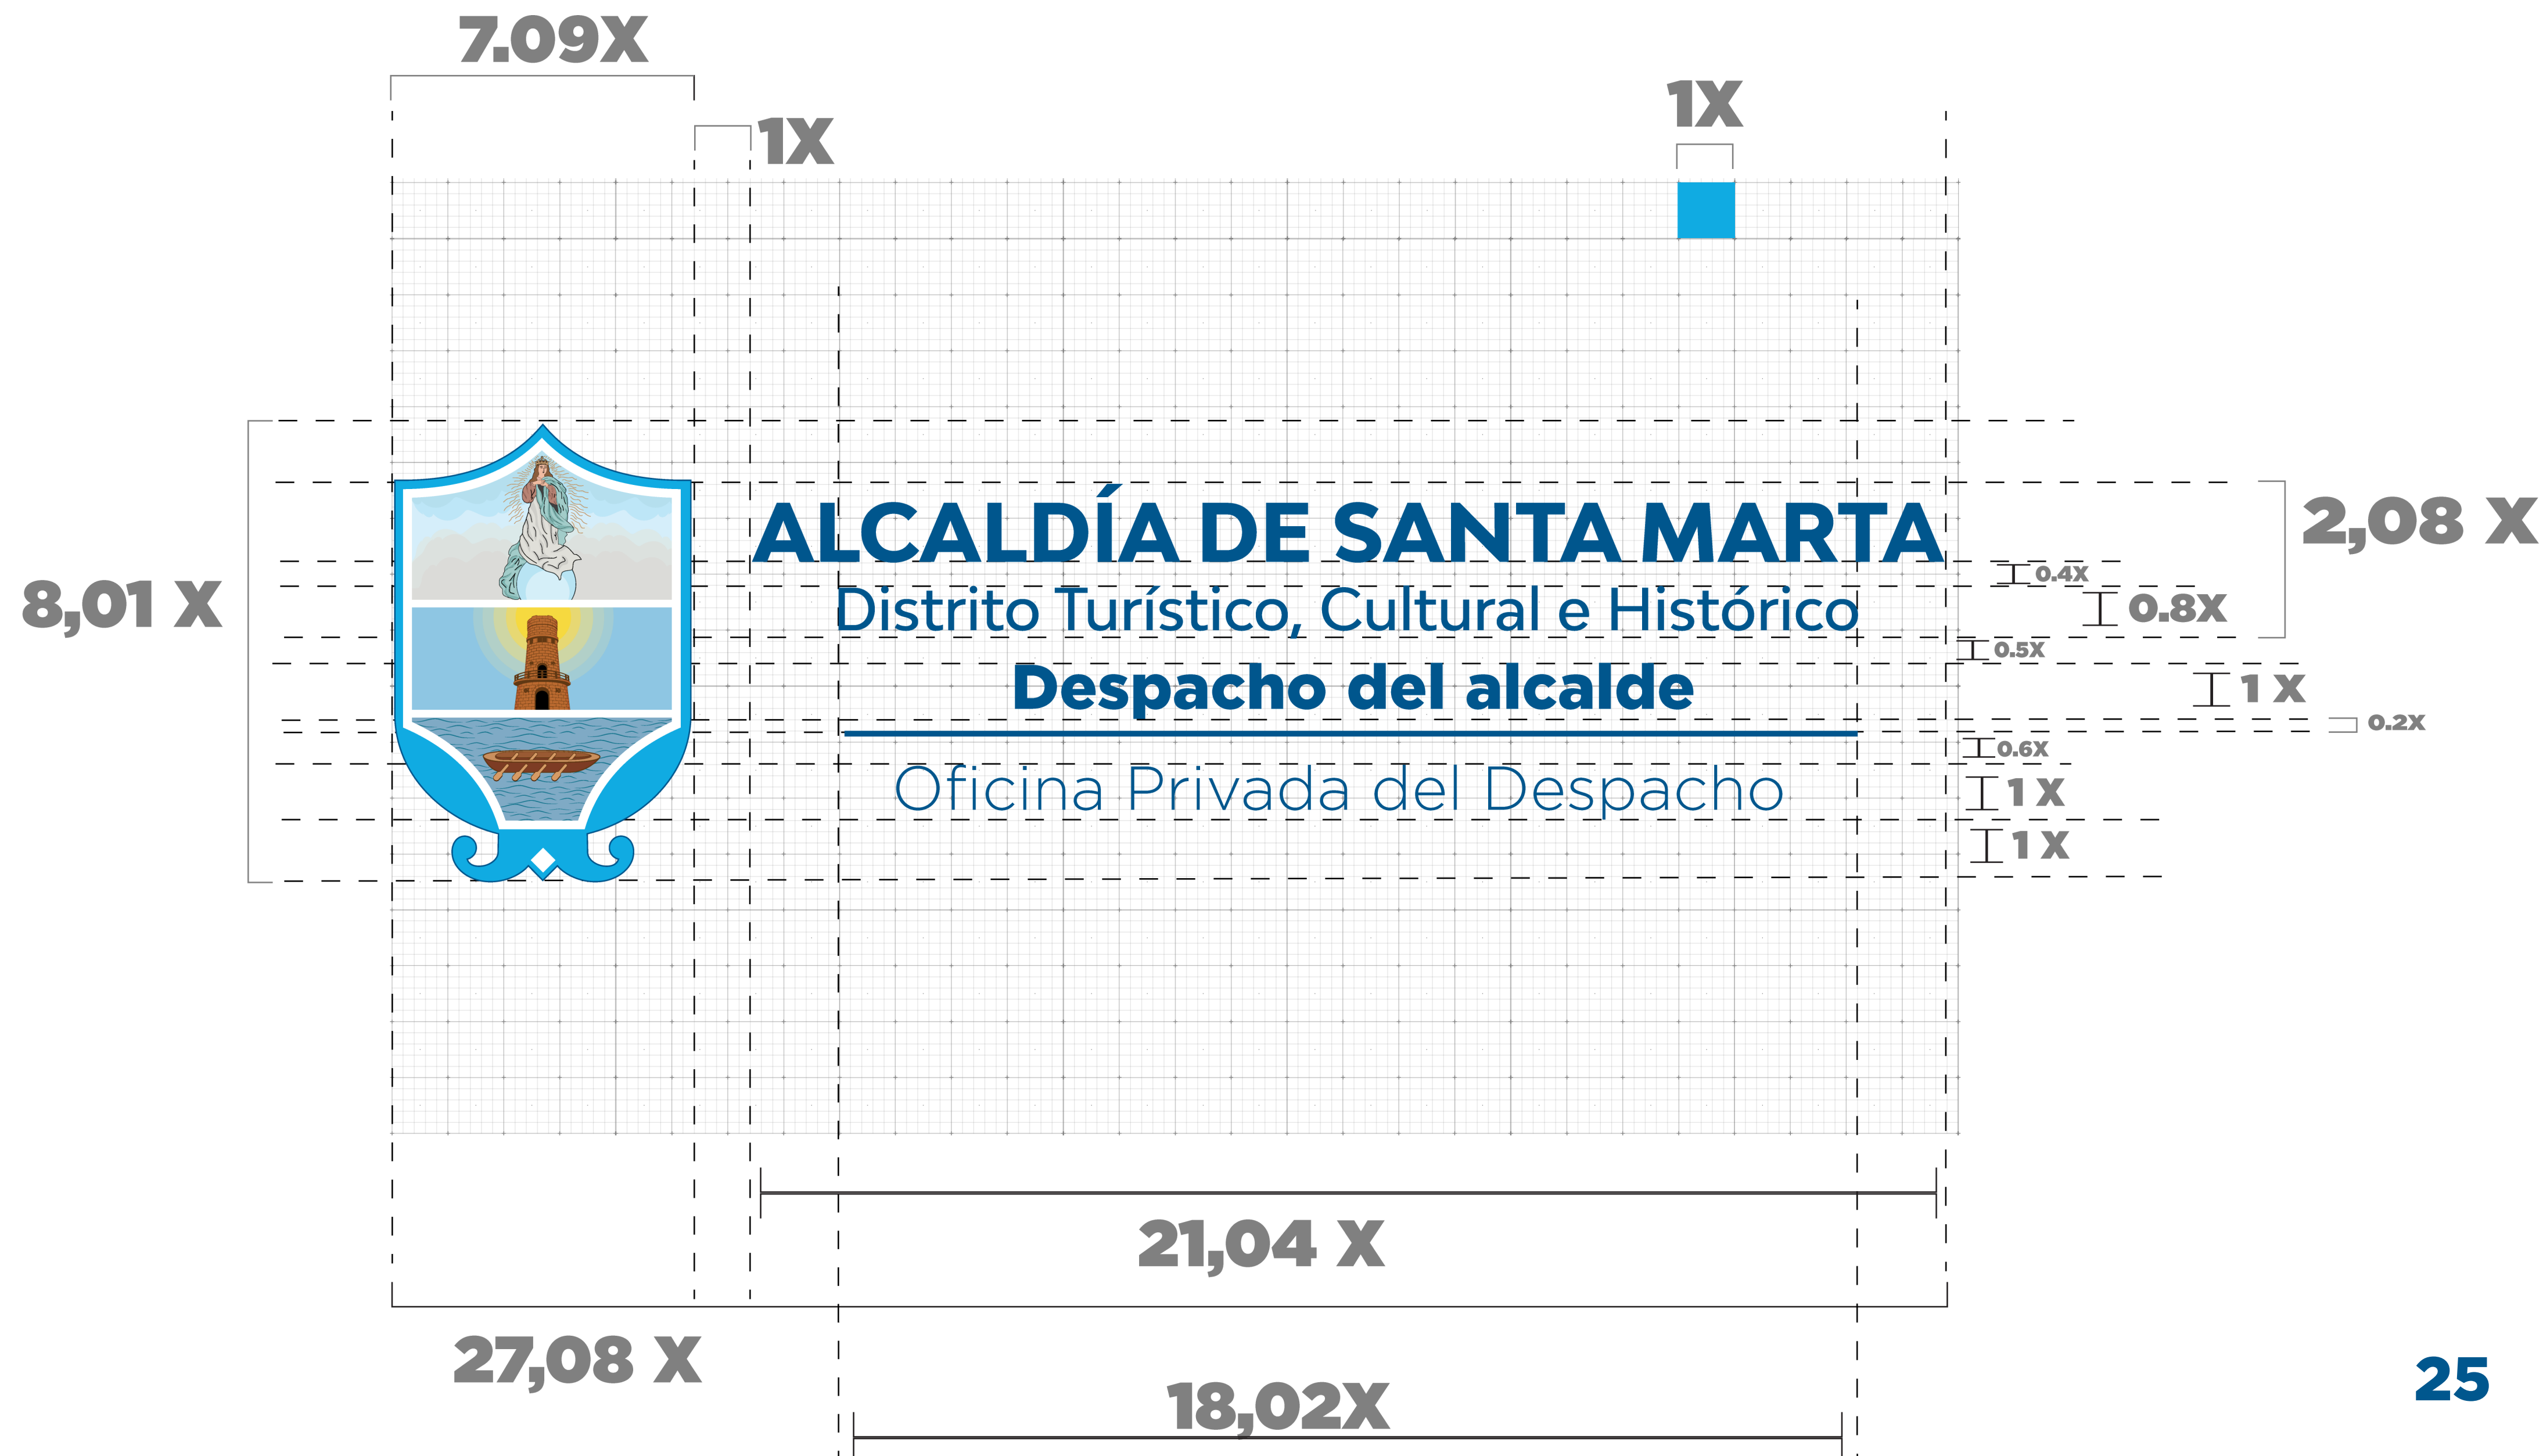 7.09X
1X
1X
ALCALDÍA DE SANTA MARTA
2,08 X
0.4X
8,01 X
Distrito Turístico, Cultural e Histórico
0.8X
0.5X
Despacho del alcalde
1 X
0.2X
0.6X
Oficina Privada del Despacho
1 X
1 X
21,04 X
27,08 X
25
18,02X